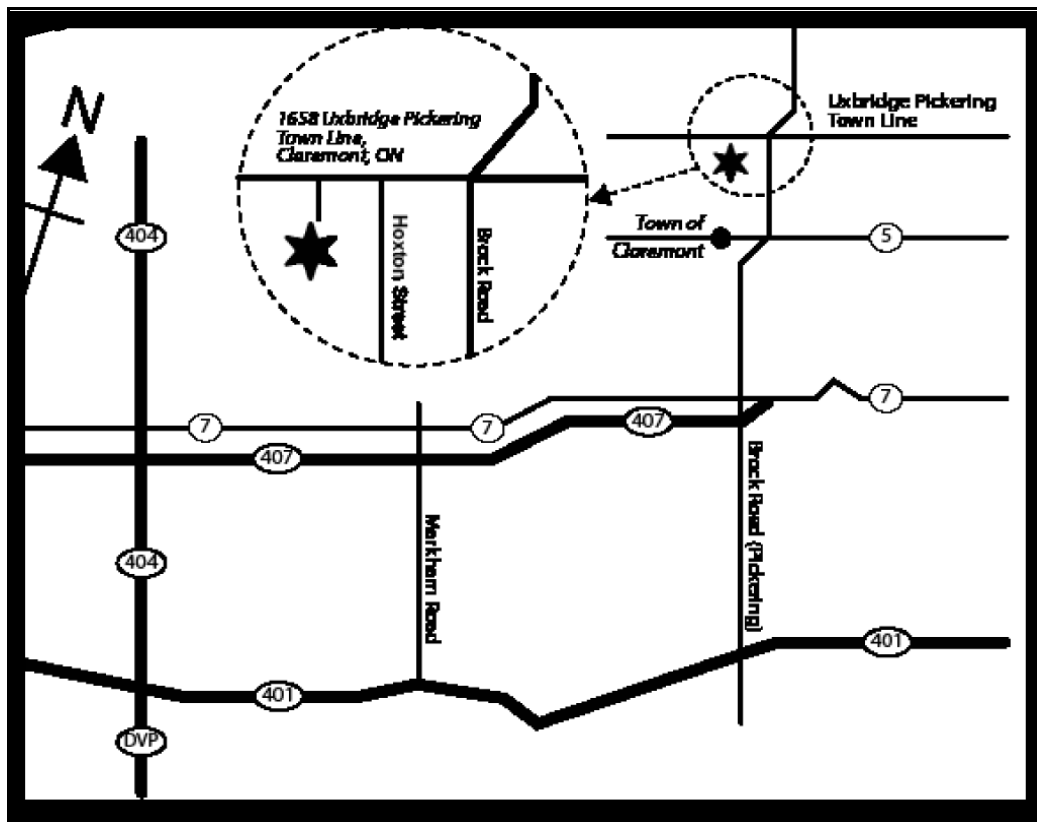 N
1658 Uxbridge Pickering
Town Line,
Claremont, ON
Uxbridge Pickering
Town Line
404
Hoxton Street
Brock Road
Town of
Claremont
5
7
7
7
407
407
Markham Road
Brock Road (Pickering)
404
401
401
DVP